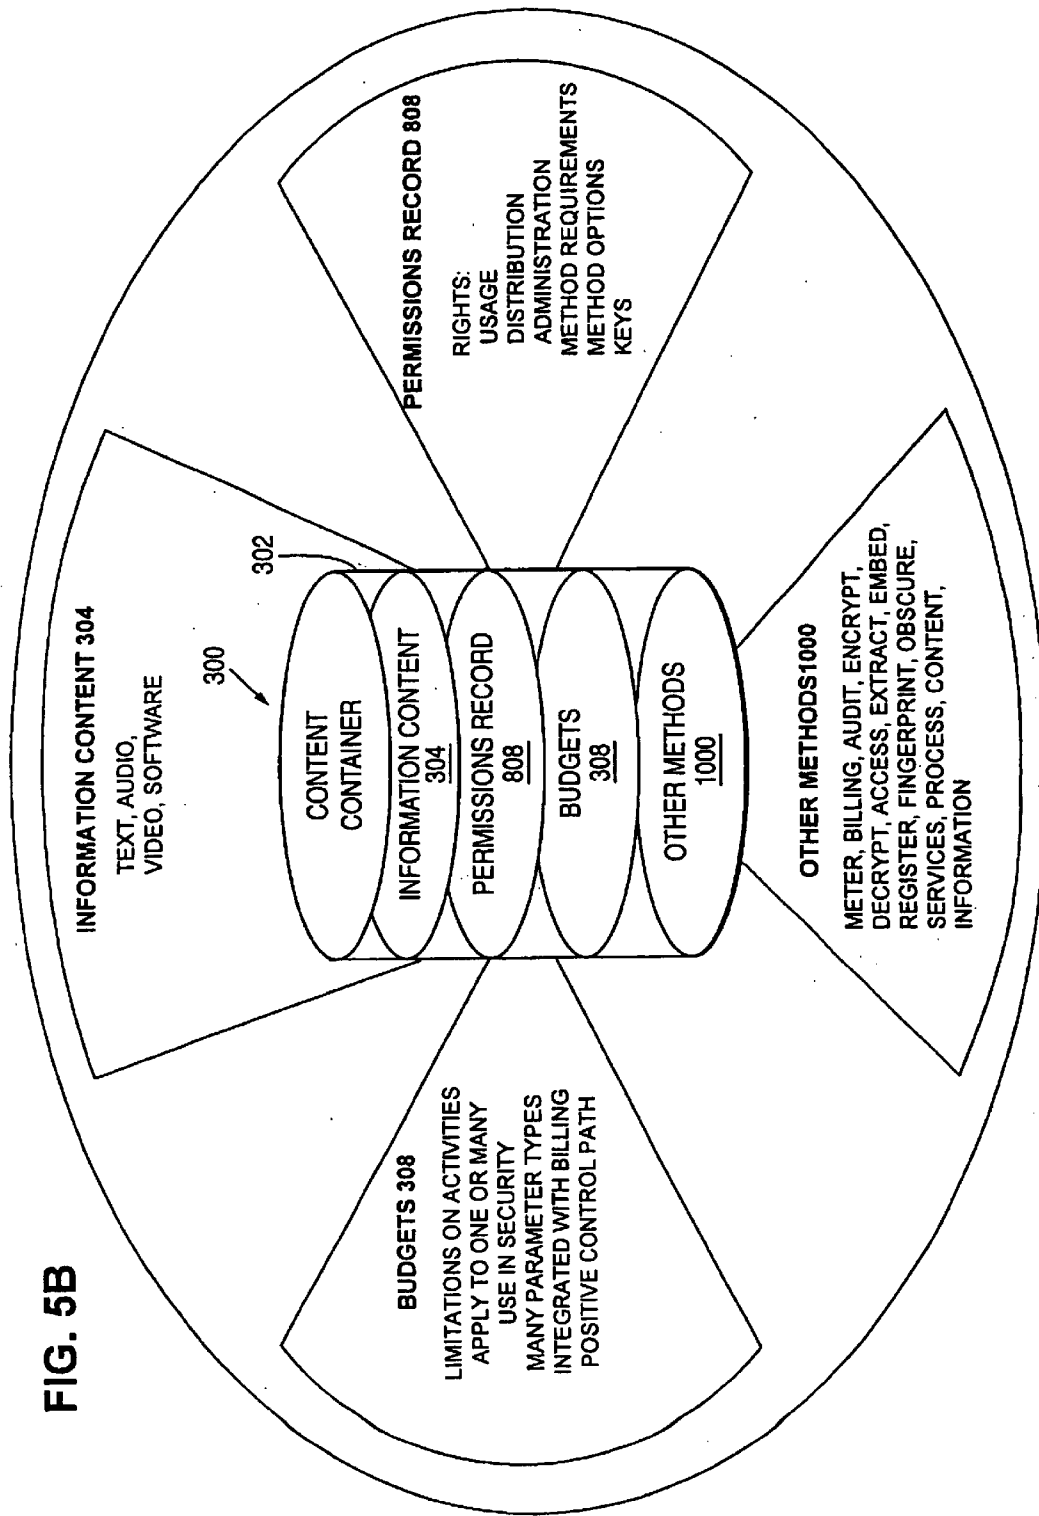 FIG. 5B
INFORMATION CONTENT 304
TEXT, AUDIO,
VIDEO, SOFTWARE
300
302
CONTENT
CONTAINER
INFORMATION CONTENT
304
PERMISSIONS RECORD
808
BUDGETS
308
OTHER METHODS
1000
BUDGETS 308
LIMITATIONS ON ACTIVITIES
APPLY TO ONE OR MANY
USE IN SECURITY
MANY PARAMETER TYPES
INTEGRATED WITH BILLING
POSITIVE CONTROL PATH
PERMISSIONS RECORD 808
RIGHTS:
USAGE
DISTRIBUTION
ADMINISTRATION
METHOD REQUIREMENTS
METHOD OPTIONS
KEYS
OTHER METHODS1000
METER, BILLING, AUDIT, ENCRYPT,
DECRYPT, ACCESS, EXTRACT, EMBED,
REGISTER, FINGERPRINT, OBSCURE,
SERVICES, PROCESS, CONTENT,
INFORMATION